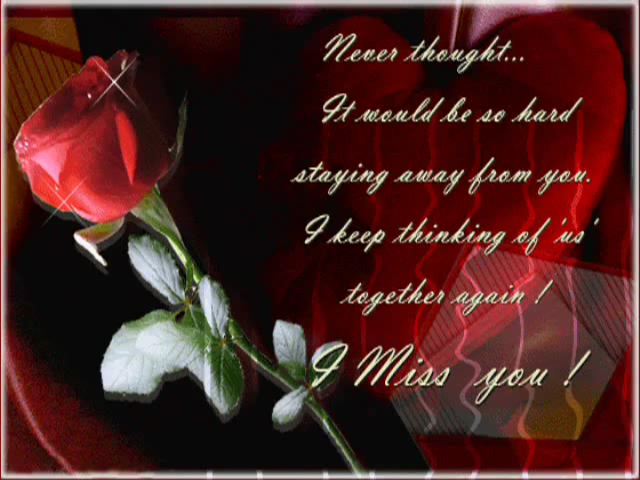 Never thought...
It would be so hard
staying away from you.
I keep thinking of 'us'
together again !
I Miss you !